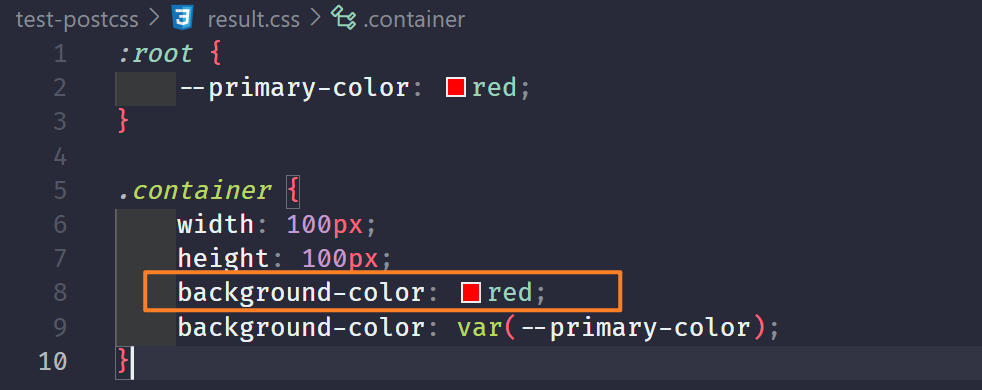 test-postcss > result.css > .container
1 :root {
2 --primary-color: red;
3 }
4
5 .container {
6 width: 100px;
7 height: 100px;
8 background-color: red;
9 background-color: var(--primary-color);
10 }